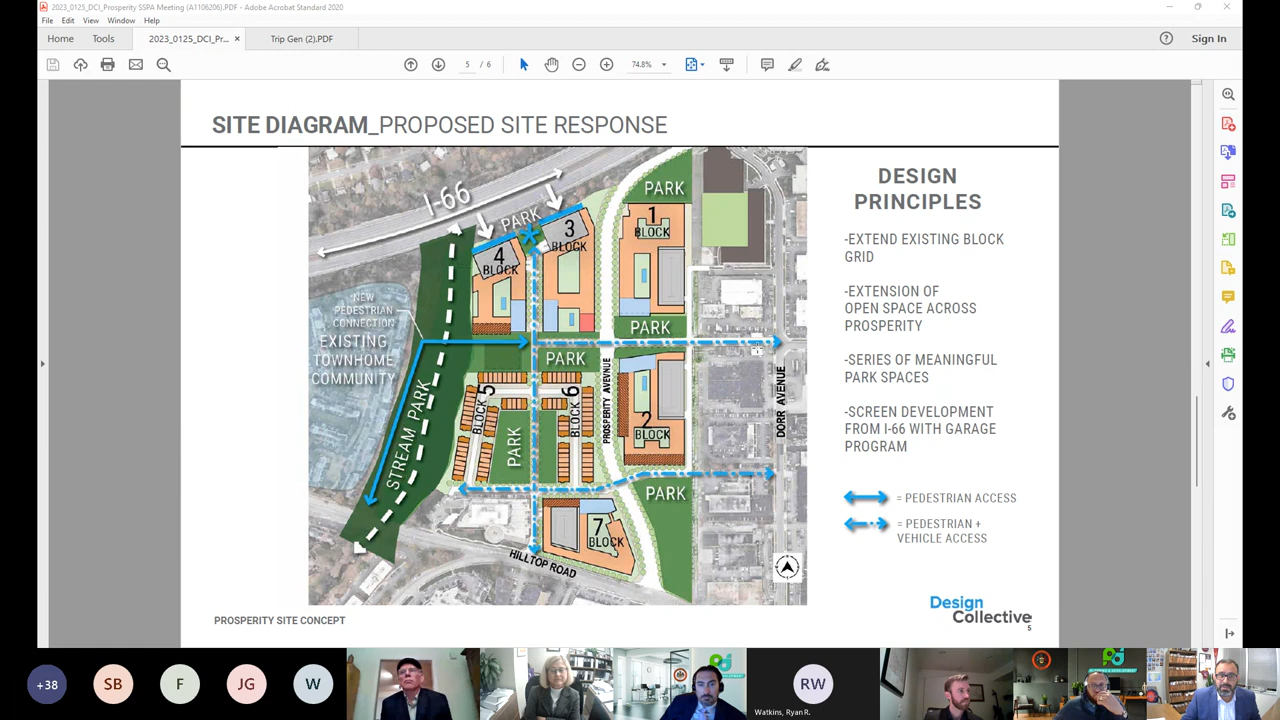 2023_0125_DCI_Prosperity SSPA Meeting (A1106206).PDF - Adobe Acrobat Standard 2020
File Edit View Window Help
Home Tools 2023_0125_DCI_Pr... × Trip Gen (2).PDF Sign In
5 / 6 74.8%
SITE DIAGRAM_PROPOSED SITE RESPONSE
I-66
PARK
PARK
1
BLOCK
3
BLOCK
4
BLOCK
NEW
PEDESTRIAN
CONNECTION
EXISTING
TOWNHOME
COMMUNITY
PARK
PARK
STREAM PARK
BLOCK 5
PARK
BLOCK 6
PROSPERITY AVEVNUE
2
BLOCK
DORR AVENUE
PARK
7
BLOCK
HILLTOP ROAD
DESIGN
PRINCIPLES
-EXTEND EXISTING BLOCK
GRID
-EXTENSION OF
OPEN SPACE ACROSS
PROSPERITY
-SERIES OF MEANINGFUL
PARK SPACES
-SCREEN DEVELOPMENT
FROM I-66 WITH GARAGE
PROGRAM
= PEDESTRIAN ACCESS
= PEDESTRIAN +
VEHICLE ACCESS
PROSPERITY SITE CONCEPT
Design
Collective
5
+38 SB F JG W RW
Watkins, Ryan R.